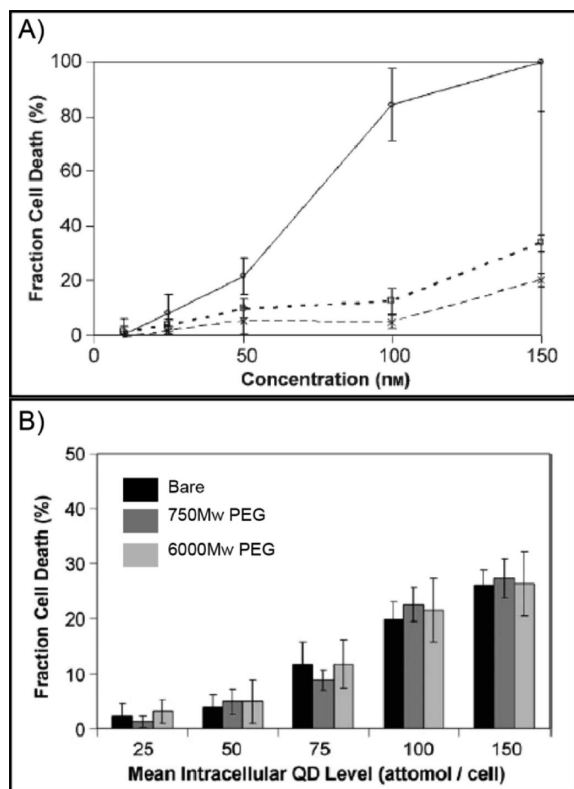 A)
Fraction Cell Death (%)
100
80
60
40
20
0
0
50
100
150
Concentration (nM)
B)
Fraction Cell Death (%)
50
40
30
20
10
0
Bare
750Mw PEG
6000Mw PEG
25
50
75
100
150
Mean Intracellular QD Level (attomol / cell)